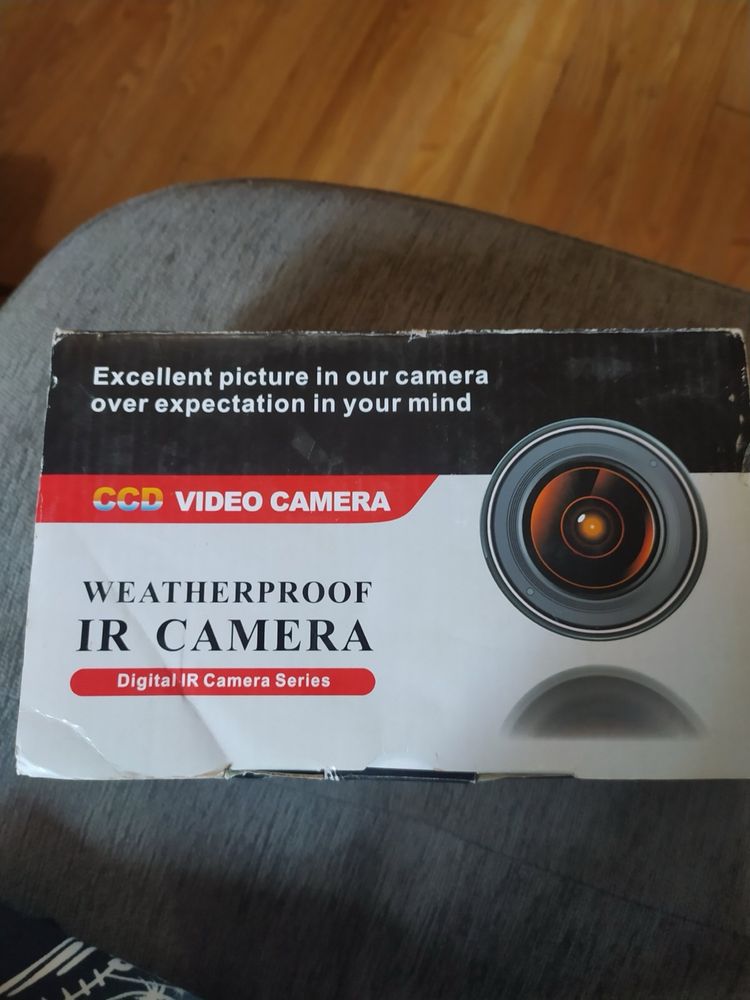 Excellent picture in our camera
over expectation in your mind
CCD VIDEO CAMERA
WEATHERPROOF
IR CAMERA
Digital IR Camera Series